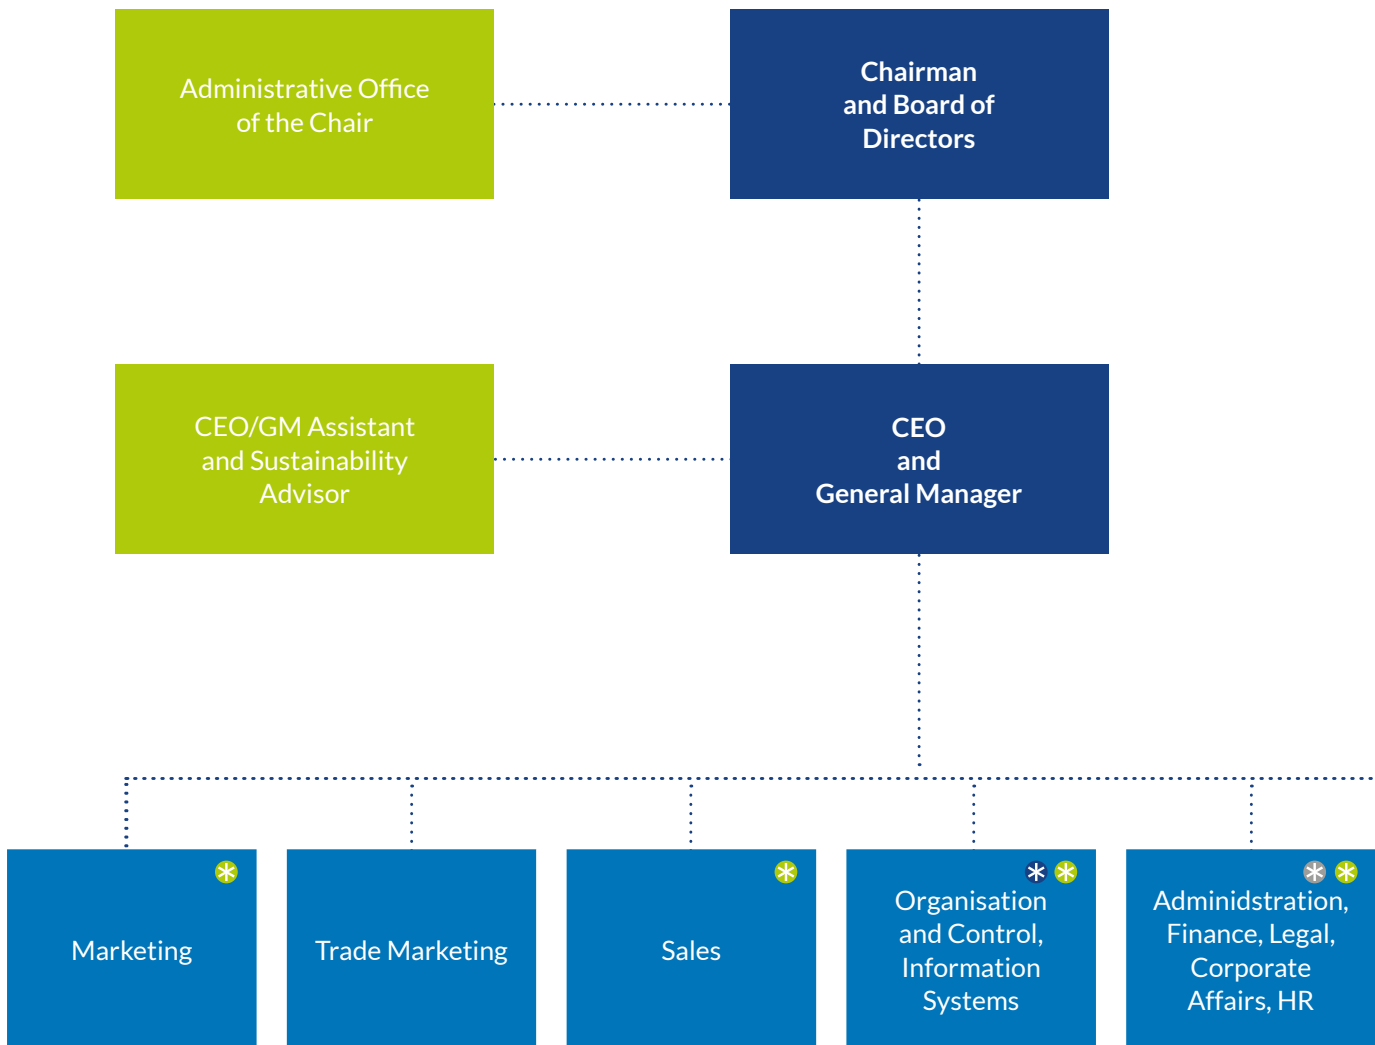 Administrative Office
of the Chair
Chairman
and Board of
Directors
CEO/GM Assistant
and Sustainability
Advisor
CEO
and
General Manager
Marketing
Trade Marketing
Sales
Organisation
and Control,
Information
Systems
Adminidstration,
Finance, Legal,
Corporate
Affairs, HR